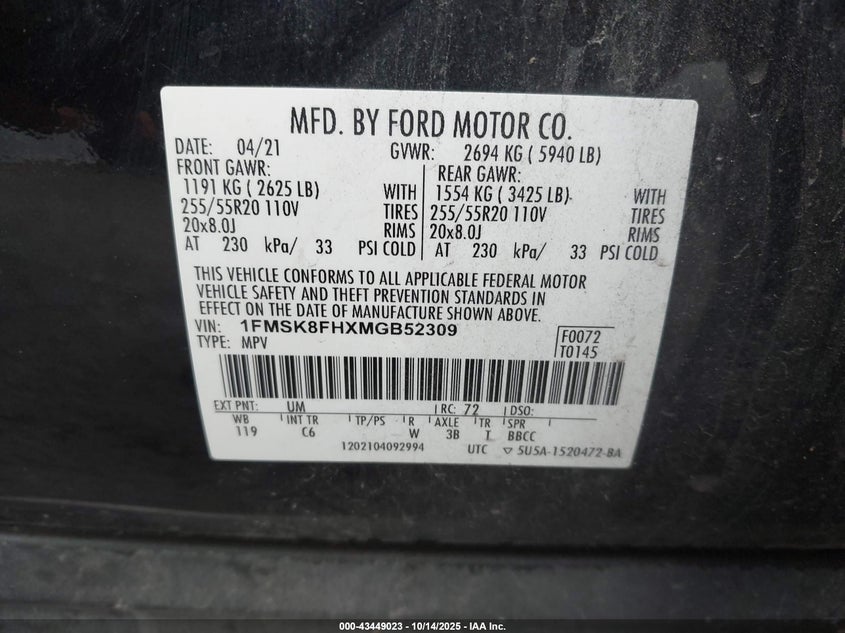 MFD. BY FORD MOTOR CO.
DATE: 04/21 GVWR: 2694 KG ( 5940 LB)
FRONT GAWR: REAR GAWR:
1191 KG ( 2625 LB) WITH 1554 KG ( 3425 LB) WITH
255/55R20 110V TIRES 255/55R20 110V TIRES
20x8.0J RIMS 20x8.0J RIMS
AT 230 kPa/ 33 PSI COLD AT 230 kPa/ 33 PSI COLD
THIS VEHICLE CONFORMS TO ALL APPLICABLE FEDERAL MOTOR
VEHICLE SAFETY AND THEFT PREVENTION STANDARDS IN
EFFECT ON THE DATE OF MANUFACTURE SHOWN ABOVE.
VIN: 1FMSK8FHXMGB52309 F0072
TYPE: MPV T0145
EXT PNT: UM RC: 72 DSO:
WB INT TR TP/PS R AXLE TR SPR
119 C6 W 3B T BBCC
1202104092994 UTC ▽ 5U5A-1520472-BA
000-43449023 - 10/14/2025 - IAA Inc.